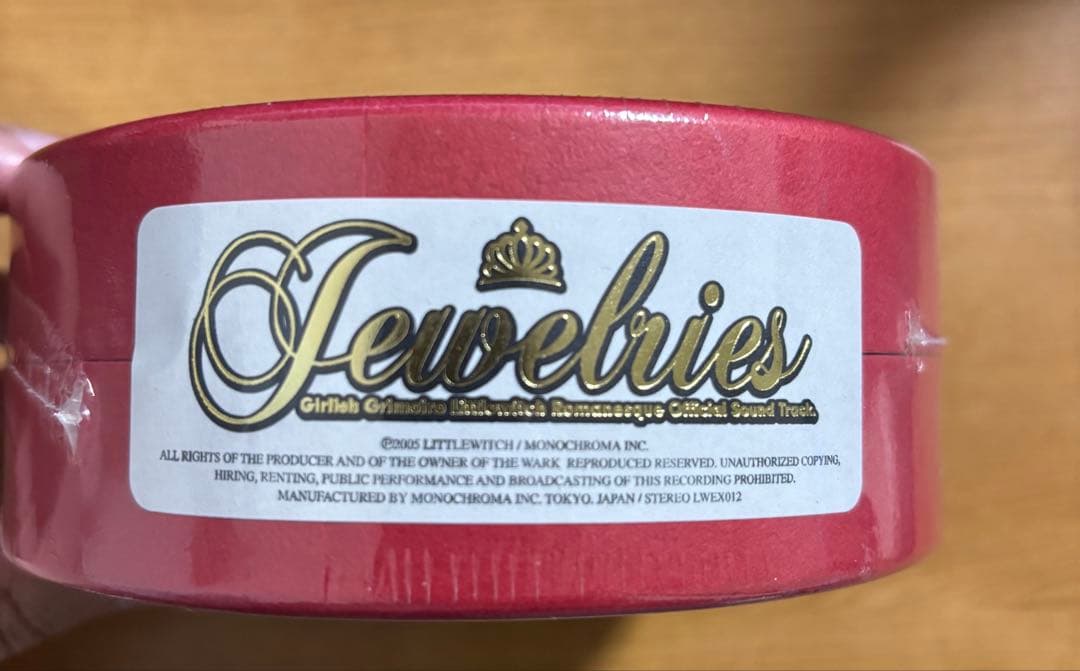 Jewelries
Girlish Grimoire Littlewitch Romanesque Official Sound Track.
Ⓟ2005 LITTLEWITCH / MONOCHROMA INC.
ALL RIGHTS OF THE PRODUCER AND OF THE OWNER OF THE WARK REPRODUCED RESERVED. UNAUTHORIZED COPYING,
HIRING, RENTING, PUBLIC PERFORMANCE AND BROADCASTING OF THIS RECORDING PROHIBITED.
MANUFACTURED BY MONOCHROMA INC. TOKYO. JAPAN / STEREO LWEX012